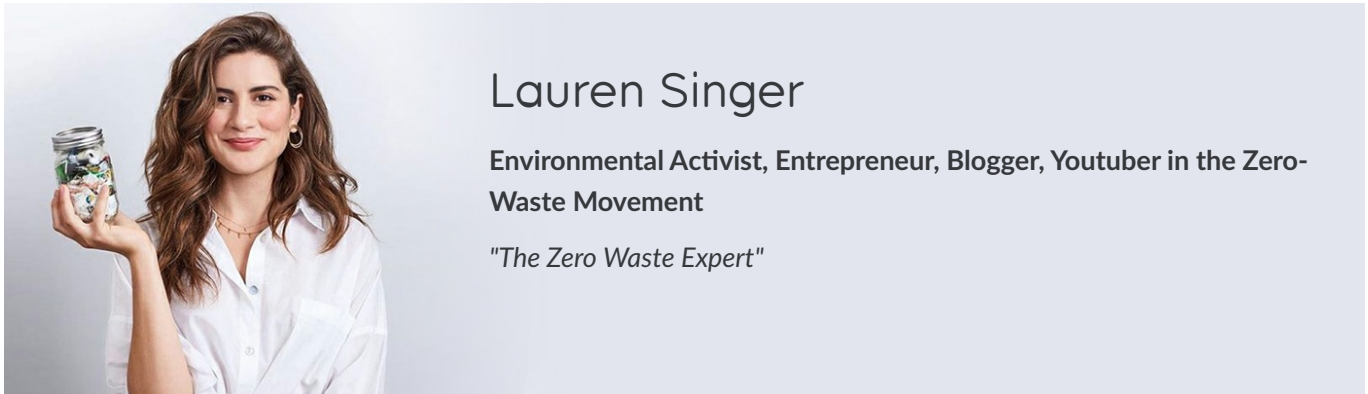 Lauren Singer
Environmental Activist, Entrepreneur, Blogger, Youtuber in the Zero-
Waste Movement
"The Zero Waste Expert"